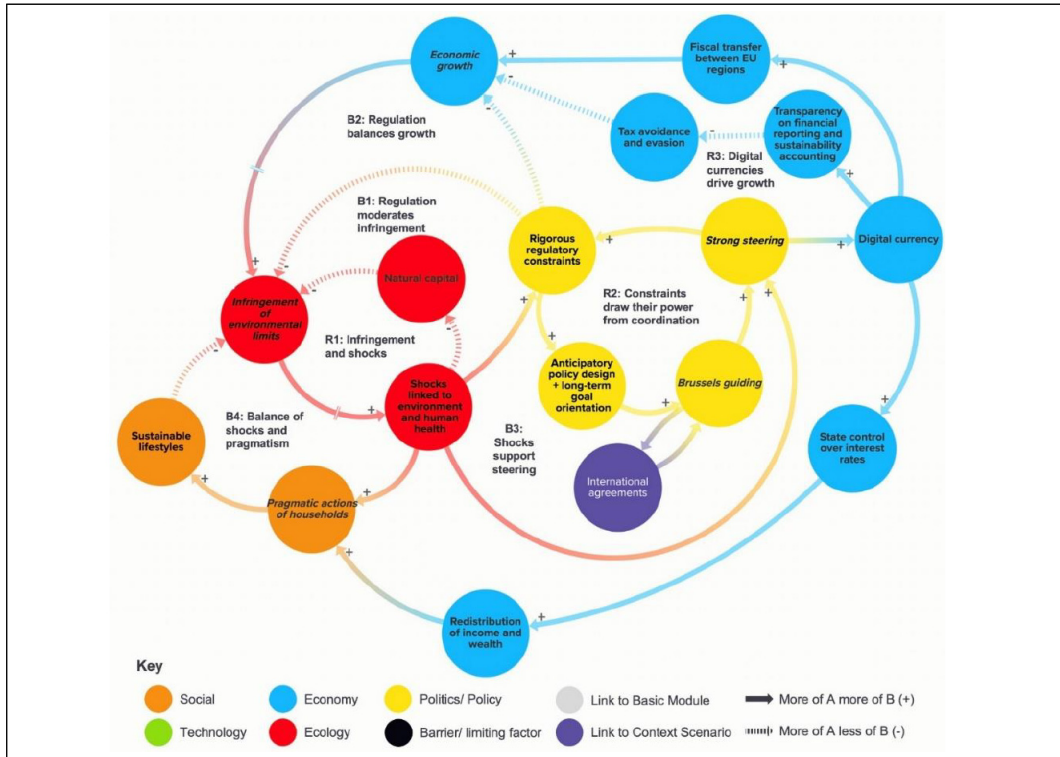 Economic
growth
+
-
-
Fiscal transfer
between EU
regions
+
B2: Regulation
balances growth
Tax avoidance
and evasion
-
Transparency
on financial
reporting and
sustainability
accounting
+
R3: Digital
currencies
drive growth
B1: Regulation
moderates
infringement
Rigorous
regulatory
constraints
+
Strong steering
+
Digital currency
+
-
Natural capital
-
Infringement
of
environmental
limits
-
-
+
+
+
R2: Constraints
draw their power
from coordination
R1: Infringement
and shocks
+
Anticipatory
policy design
+ long-term
goal
orientation
+
Brussels guiding
+
Shocks
linked to
environment
and human
health
+
B4: Balance of
shocks and
pragmatism
Sustainable
lifestyles
+
B3:
Shocks
support
steering
International
agreements
+
State control
over interest
rates
Pragmatic actions
of households
+
+
Redistribution
of income and
wealth
+
Key
Social
Economy
Politics/ Policy
Link to Basic Module
More of A more of B (+)
Technology
Ecology
Barrier/ limiting factor
Link to Context Scenario
More of A less of B (-)